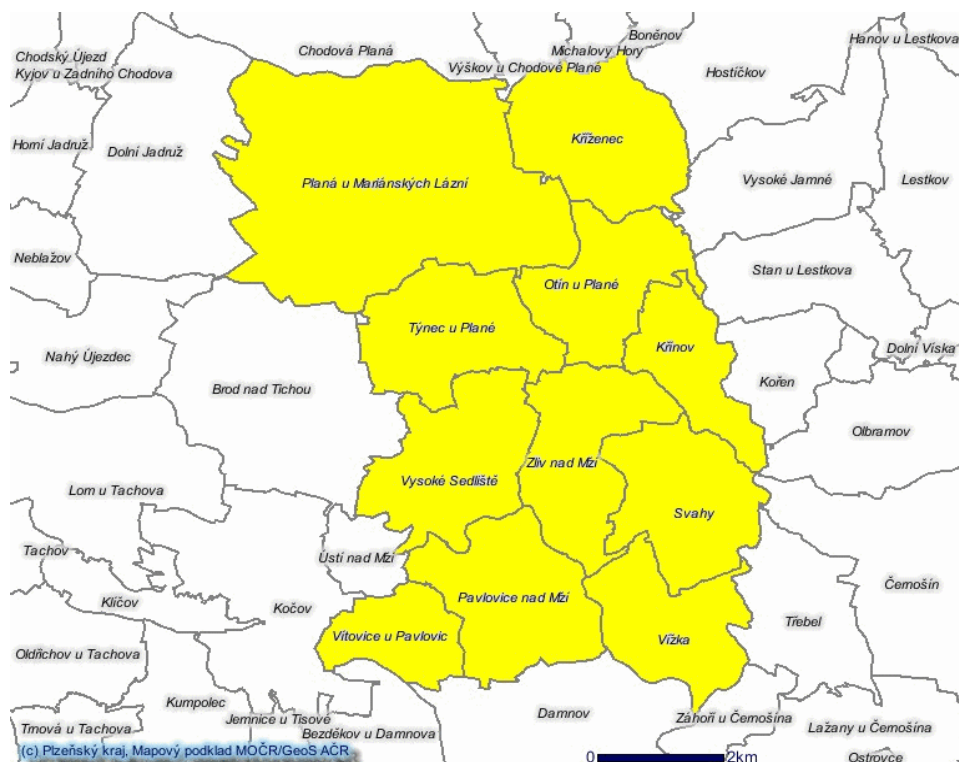 Boněnov
Hanov u Lestkova
Chodová Planá
Michalovy Hory
Chodský Újezd
Výškov u Chodové Plané
Hostíčkov
Kyjov u Zadního Chodova
Křízenec
Horní Jadruž
Dolní Jadruž
Planá u Mariánských Lázní
Vysoké Jamné
Lestkov
Neblažov
Stan u Lestkova
Otín u Plané
Týnec u Plané
Křínov
Dolní Víska
Nahý Újezdec
Brod nad Tichou
Kořen
Olbramov
Zliv nad Mží
Vysoké Sedliště
Lom u Tachova
Svahy
Tachov
Ústí nad Mží
Černošín
Klíčov
Kočov
Pavlovice nad Mží
Třebel
Vítovice u Pavlovic
Vížka
Oldřichov u Tachova
Kumpolec
Damnov
Jemnice u Tisové
Záhoří u Černošína
Trnová u Tachova
Bezděkov u Damnova
Lažany u Černošína
(c) Plzeňský kraj, Mapový podklad MOČR/GeoS AČR
0 2km
Ostrovce